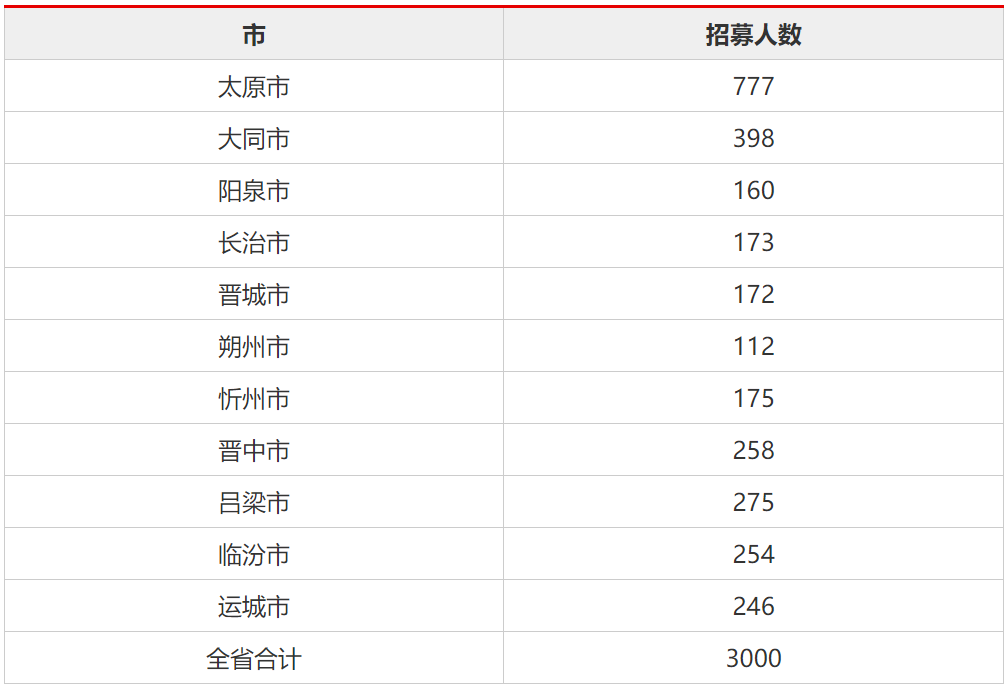 市 招募人数
太原市 777
大同市 398
阳泉市 160
长治市 173
晋城市 172
朔州市 112
忻州市 175
晋中市 258
吕梁市 275
临汾市 254
运城市 246
全省合计 3000